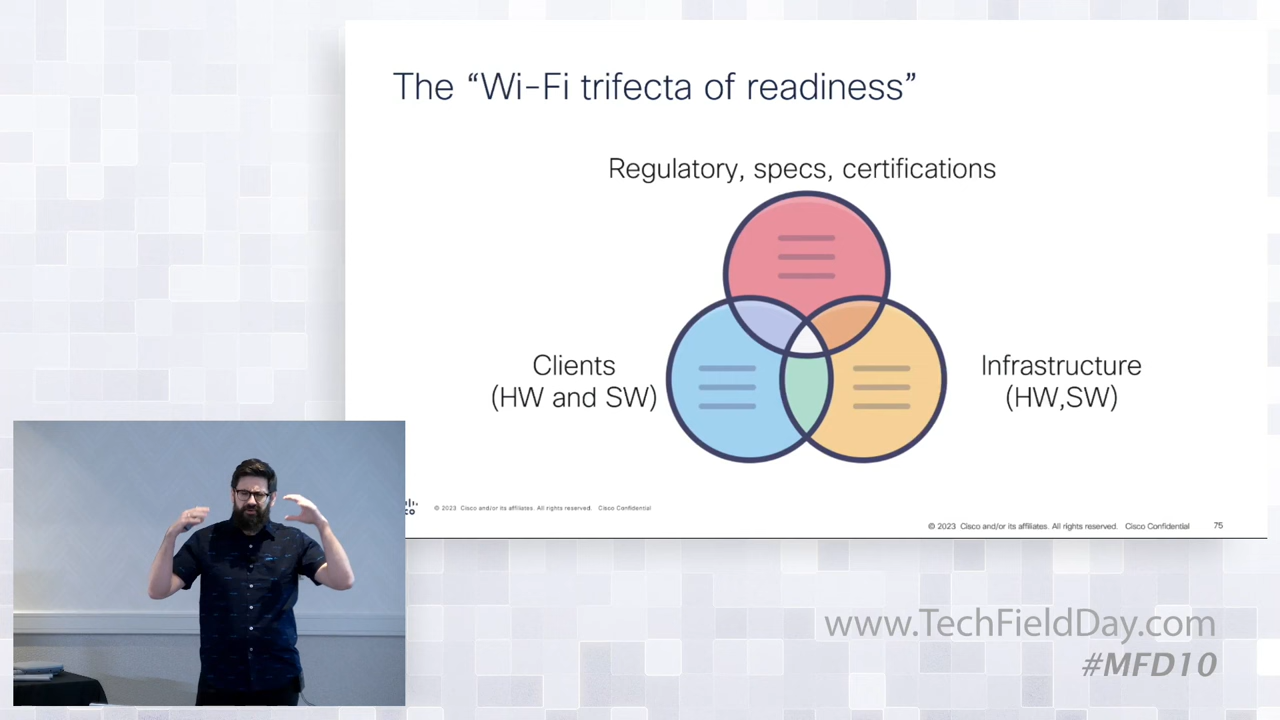 The “Wi-Fi trifecta of readiness”
Regulatory, specs, certifications
Clients
(HW and SW)
Infrastructure
(HW,SW)
© 2023 Cisco and/or its affiliates. All rights reserved. Cisco Confidential
© 2023 Cisco and/or its affiliates. All rights reserved. Cisco Confidential 75
www.TechFieldDay.com
#MFD10